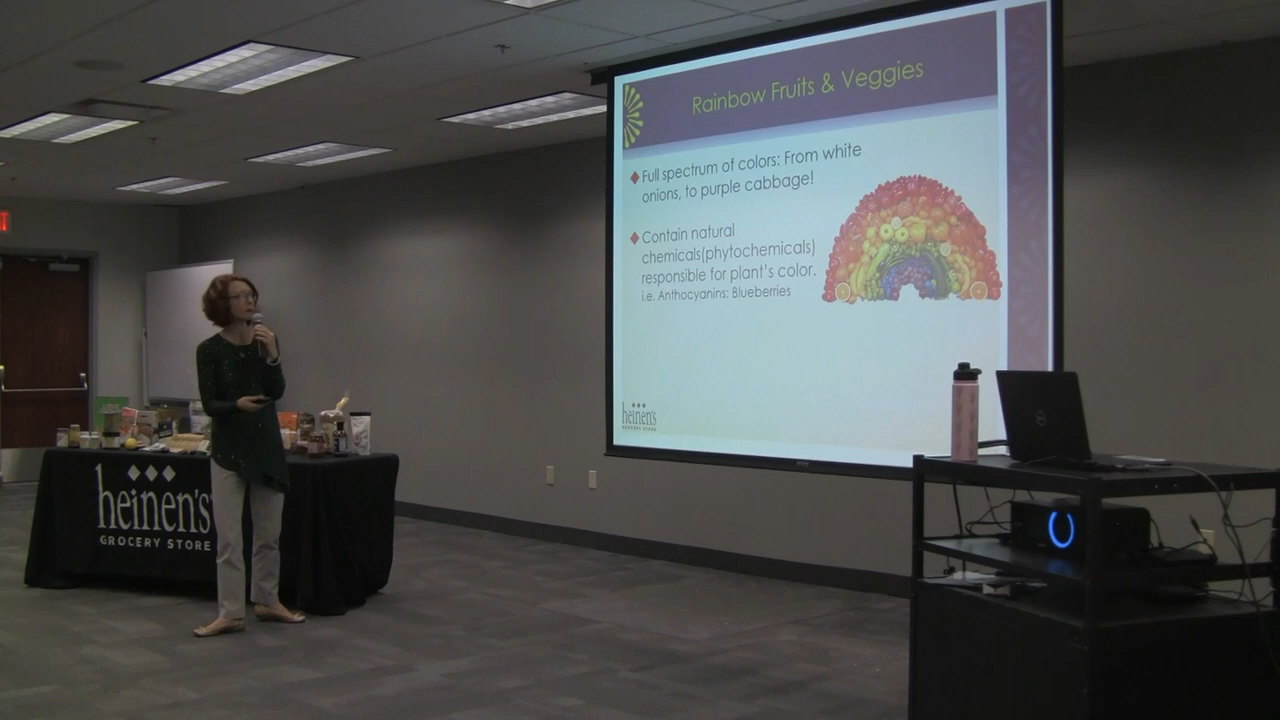 Rainbow Fruits & Veggies
Full spectrum of colors: From white
onions, to purple cabbage!
Contain natural
chemicals(phytochemicals)
responsible for plant's color.
i.e. Anthocyanins: Blueberries
heinen's
GROCERY STORE
heinen's
GROCERY STORE
DELL